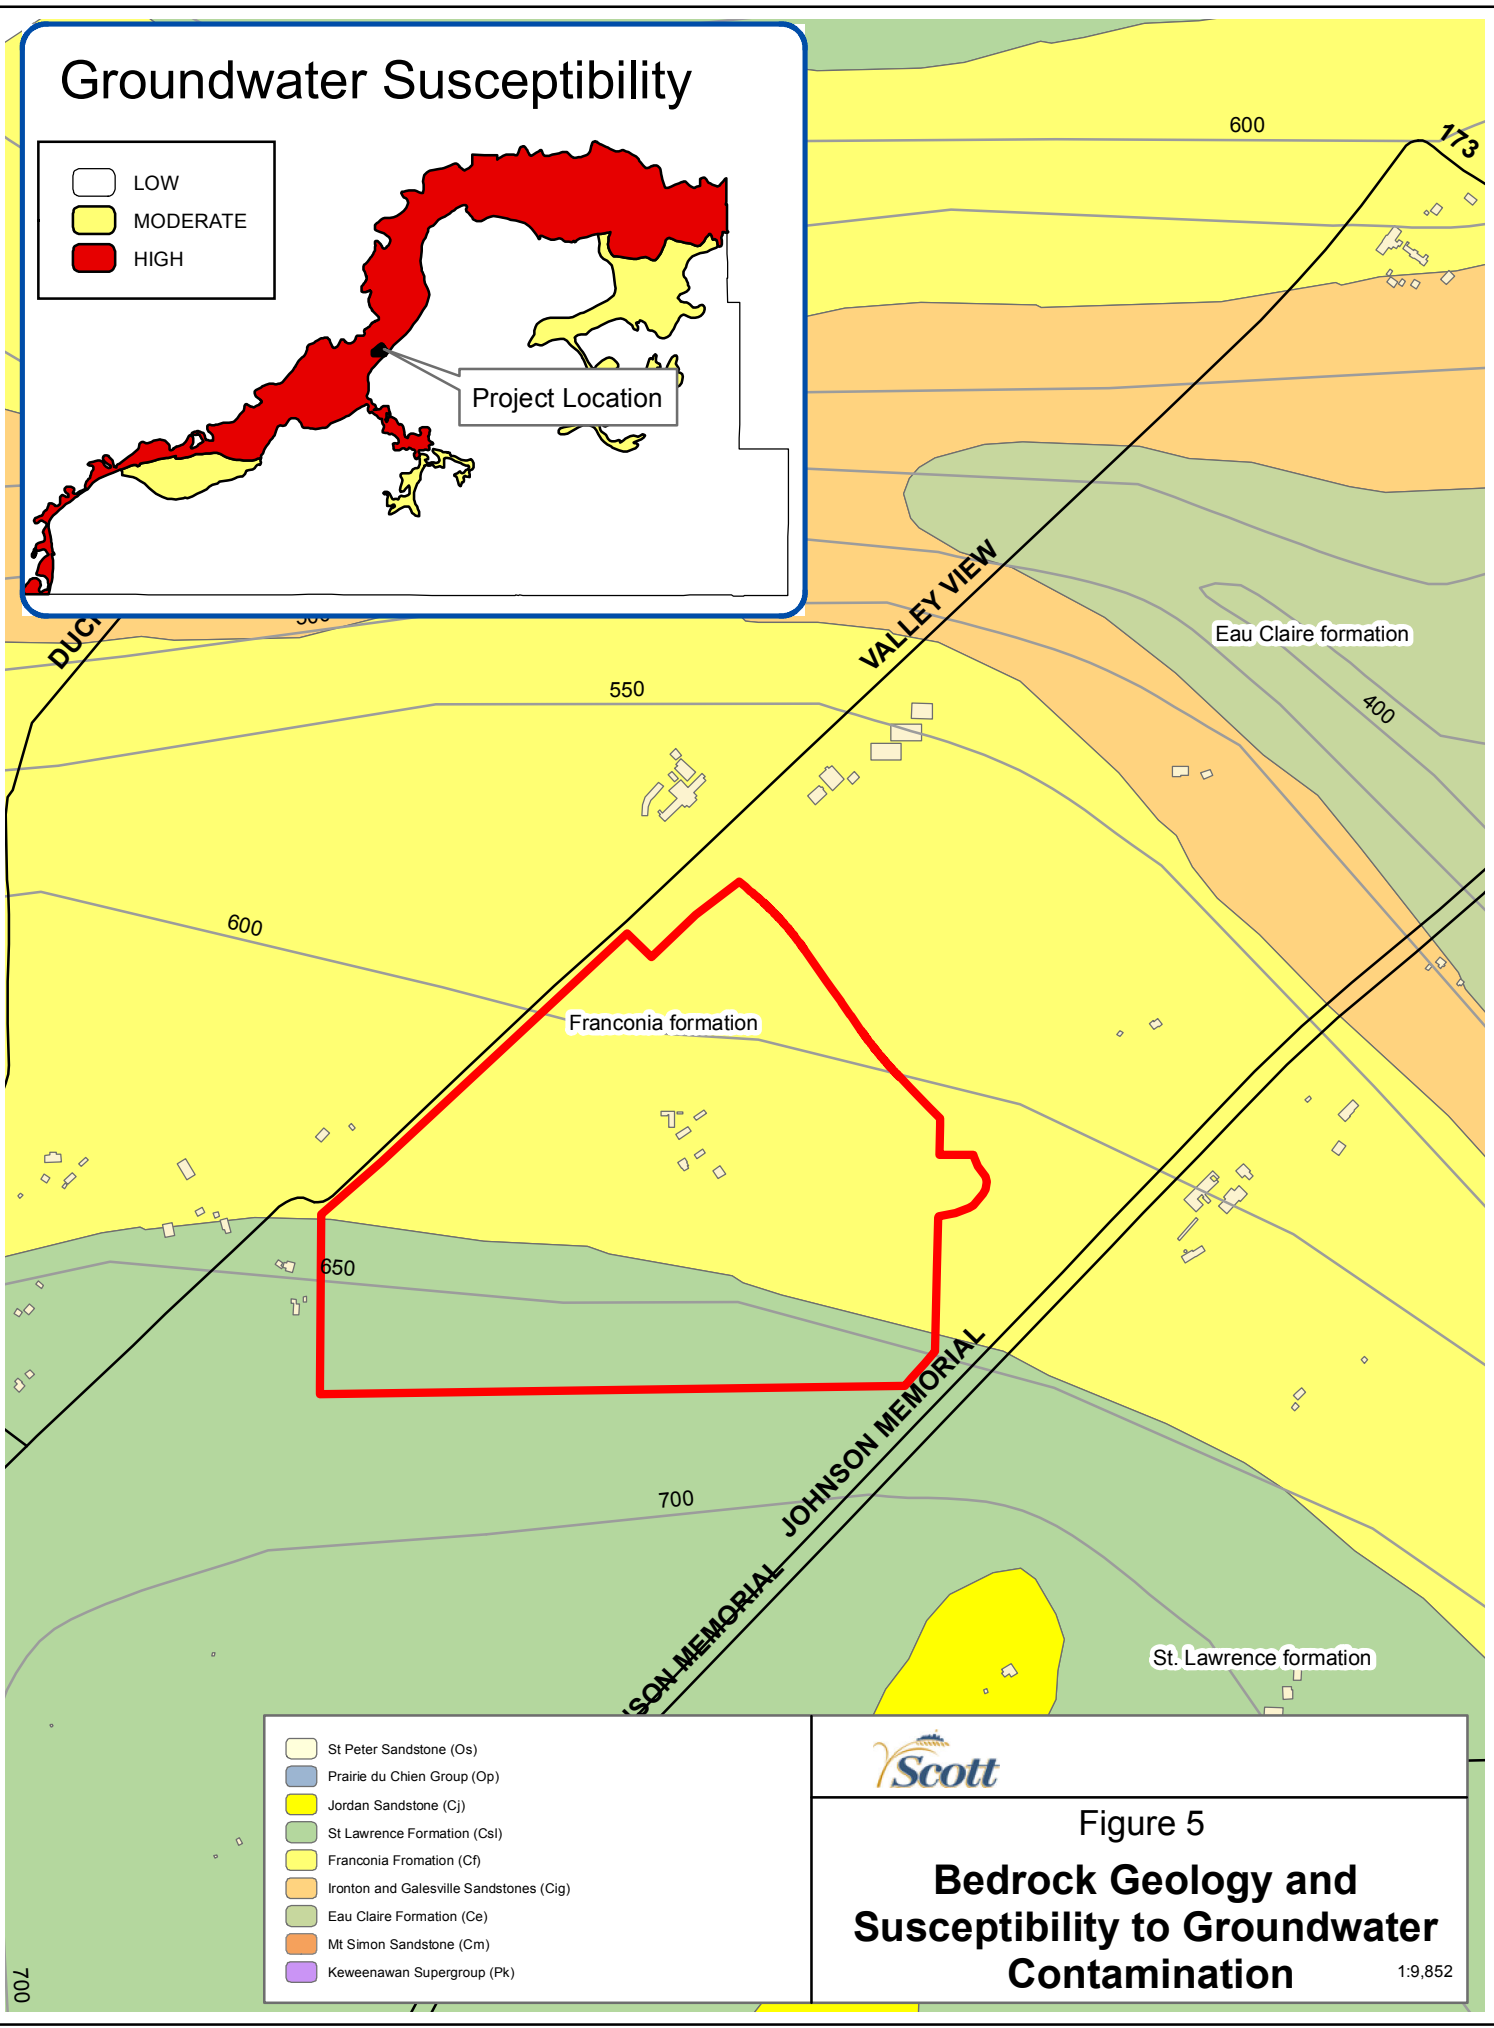 Groundwater Susceptibility
LOW
MODERATE
HIGH
Project Location
600
173
VALLEY VIEW
Eau Claire formation
400
550
600
Franconia formation
650
JOHNSON MEMORIAL
700
MEMORIAL
St. Lawrence formation
700
St Peter Sandstone (Os)
Prairie du Chien Group (Op)
Jordan Sandstone (Cj)
St Lawrence Formation (Csl)
Franconia Fromation (Cf)
Ironton and Galesville Sandstones (Cig)
Eau Claire Formation (Ce)
Mt Simon Sandstone (Cm)
Keweenawan Supergroup (Pk)
Scott
Figure 5
Bedrock Geology and
Susceptibility to Groundwater
Contamination
1:9,852